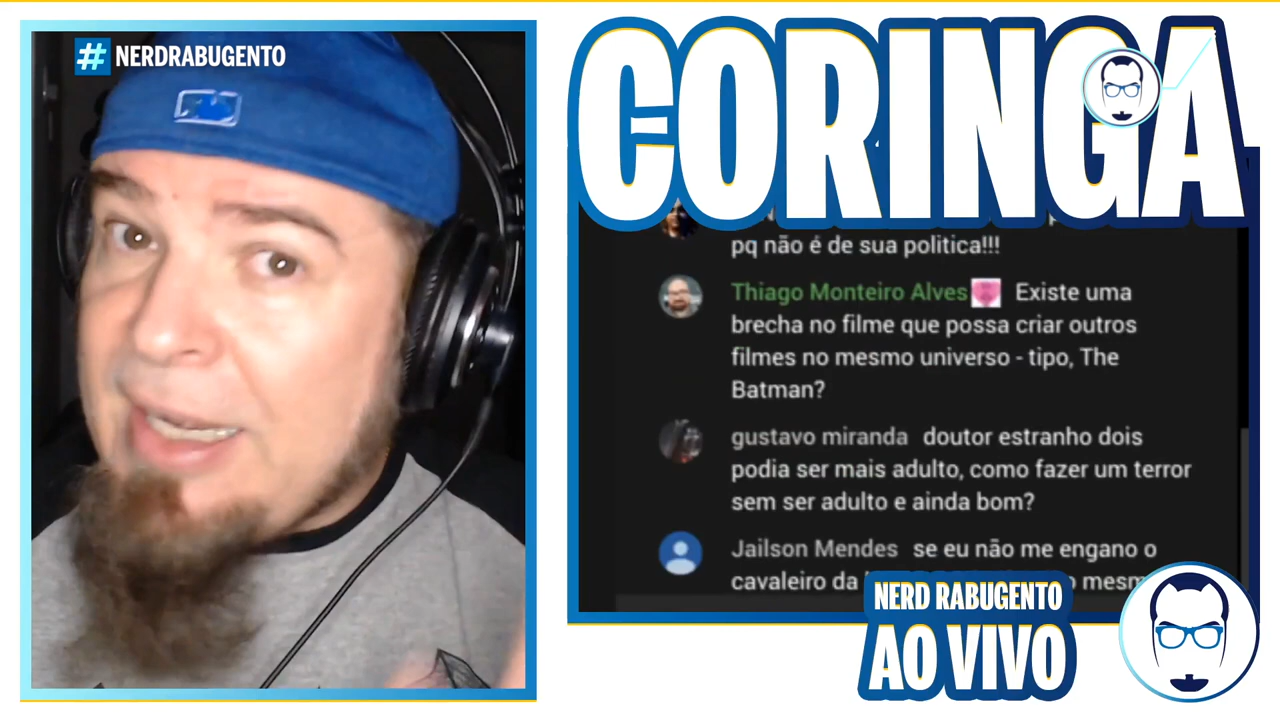 #NERDRABUGENTO
CORINGA
pq não é de sua politica!!!
Thiago Monteiro Alves Existe uma
brecha no filme que possa criar outros
filmes no mesmo universo - tipo, The
Batman?
gustavo miranda doutor estranho dois
podia ser mais adulto, como fazer um terror
sem ser adulto e ainda bom?
Jailson Mendes se eu não me engano o
cavaleiro da
NERD RABUGENTO
AO VIVO